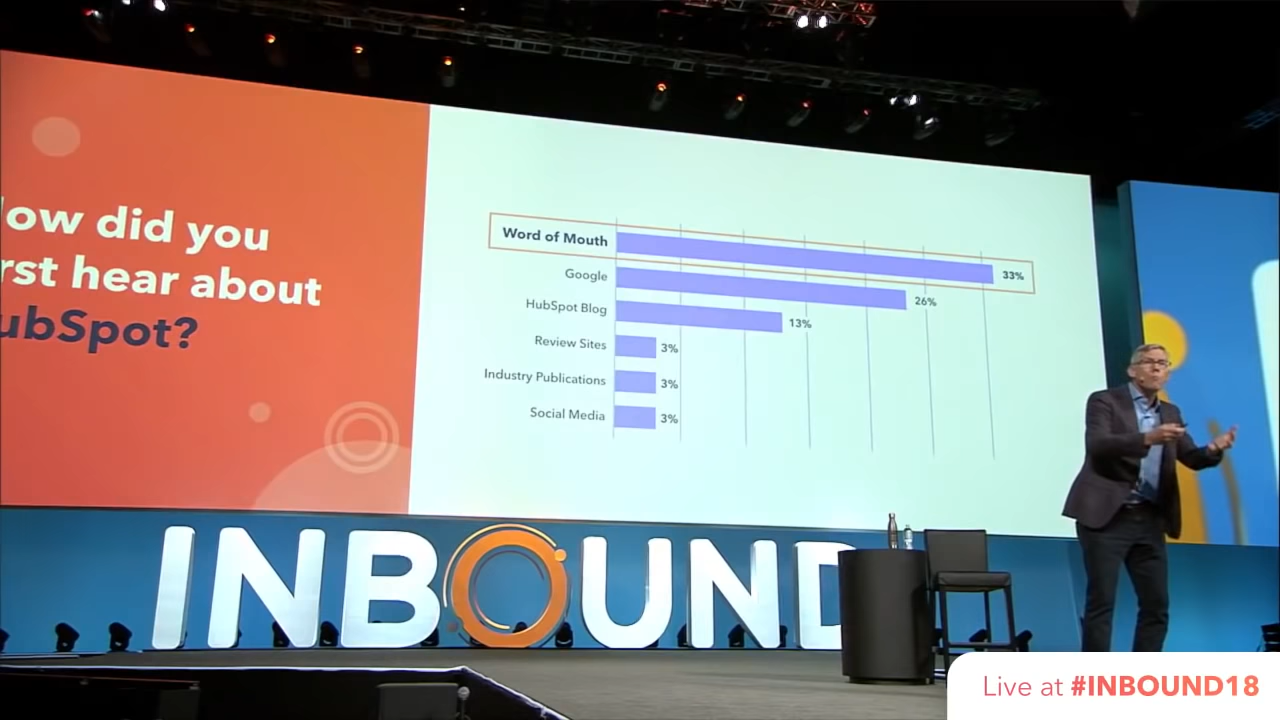 ow did you
rst hear about
ubSpot?
Word of Mouth 33%
Google 26%
HubSpot Blog 13%
Review Sites 3%
Industry Publications 3%
Social Media 3%
INBOUND
Live at #INBOUND18